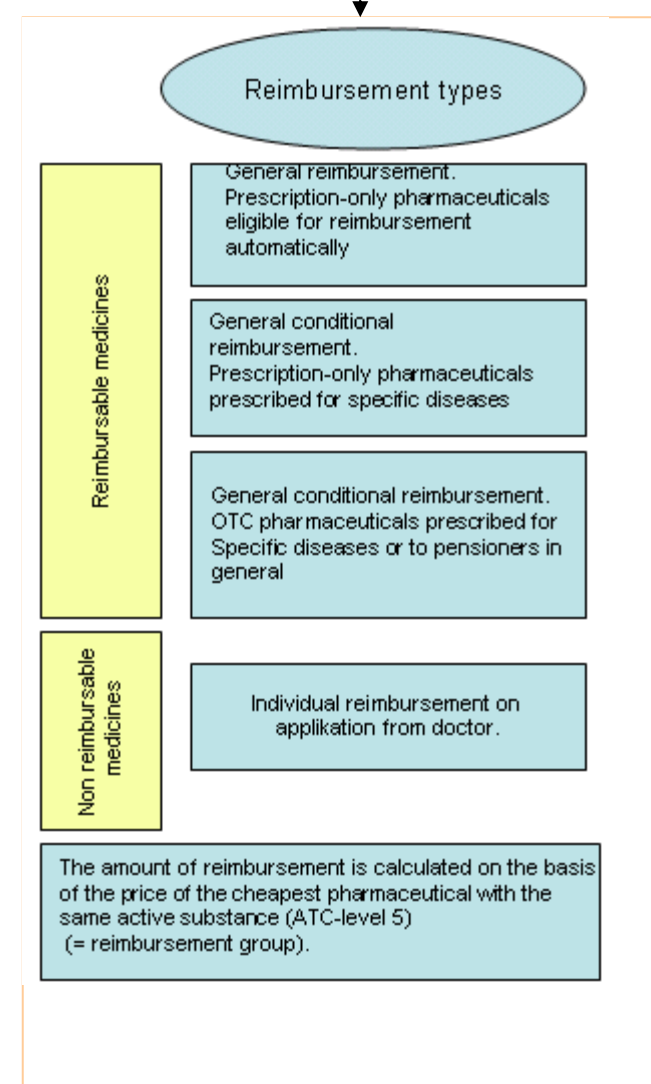 Reimbursement types
Reimbursable medicines
General reimbursement.
Prescription-only pharmaceuticals
eligible for reimbursement
automatically
General conditional
reimbursement.
Prescription-only pharmaceuticals
prescribed for specific diseases
General conditional reimbursement.
OTC pharmaceuticals prescribed for
Specific diseases or to pensioners in
general
Non reimbursable
medicines
Individual reimbursement on
applikation from doctor.
The amount of reimbursement is calculated on the basis
of the price of the cheapest pharmaceutical with the
same active substance (ATC-level 5)
(= reimbursement group).